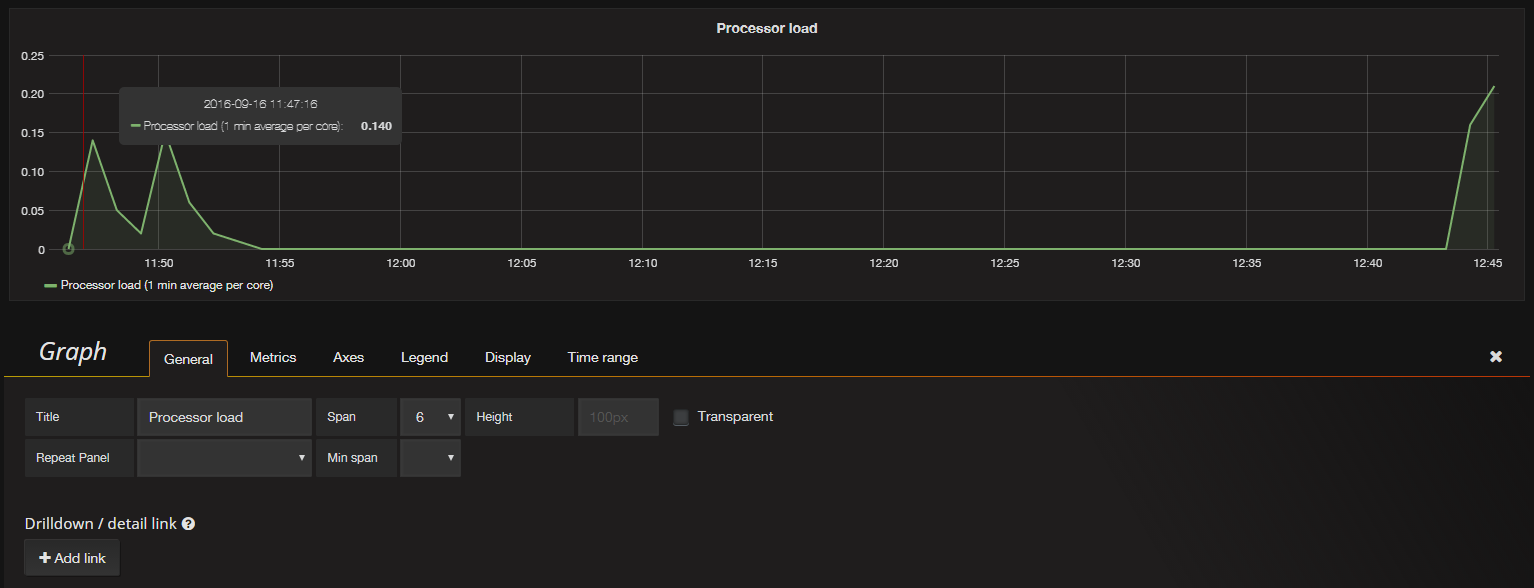 Processor load
0.25
0.20
2016-09-16 11:47:16
Processor load (1 min average per core): 0.140
0.15
0.10
0.05
0
11:50 11:55 12:00 12:05 12:10 12:15 12:20 12:25 12:30 12:35 12:40 12:45
Processor load (1 min average per core)
Graph General Metrics Axes Legend Display Time range
Title Processor load Span 6 Height 100px Transparent
Repeat Panel Min span
Drilldown / detail link
Add link